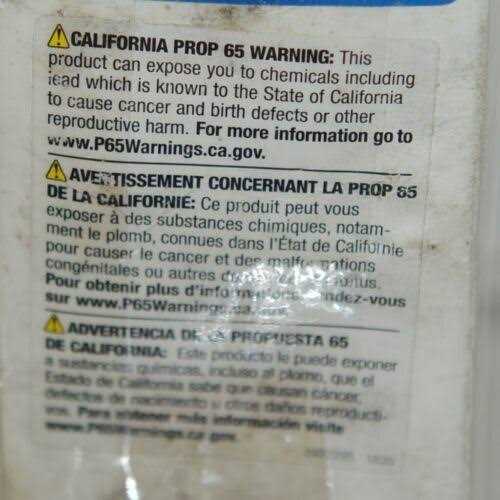 CALIFORNIA PROP 65 WARNING: This
product can expose you to chemicals including
lead which is known to the State of California
to cause cancer and birth defects or other
reproductive harm. For more information go to
www.P65Warnings.ca.gov.
AVERTISSEMENT CONCERNANT LA PROP 65
DE LA CALIFORNIE: Ce produit peut vous
exposer à des substances chimiques, notam-
ment le plomb, connues dans l'État de Californie
pour causer le cancer et des malformations
congénitales ou autres
Pour obtenir plus d'informations, rendez-vous
sur www.P65Warnings.ca.gov.
ADVERTENCIA DE LA PROPUESTA 65
DE CALIFORNIA: Este producto le puede exponer
a sustancias químicas, incluso al plomo, que el
Estado de California sabe que causan cáncer,
defectos de nacimiento u otros daños reproducti-
vos. Para obtener más información visite
www.P65Warnings.ca.gov.